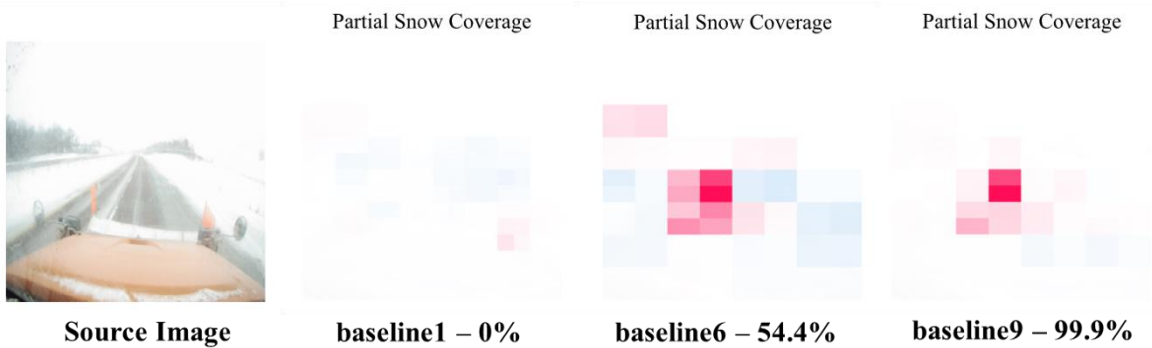 Partial Snow Coverage
Partial Snow Coverage
Partial Snow Coverage
Source Image
baseline1 – 0%
baseline6 – 54.4%
baseline9 – 99.9%